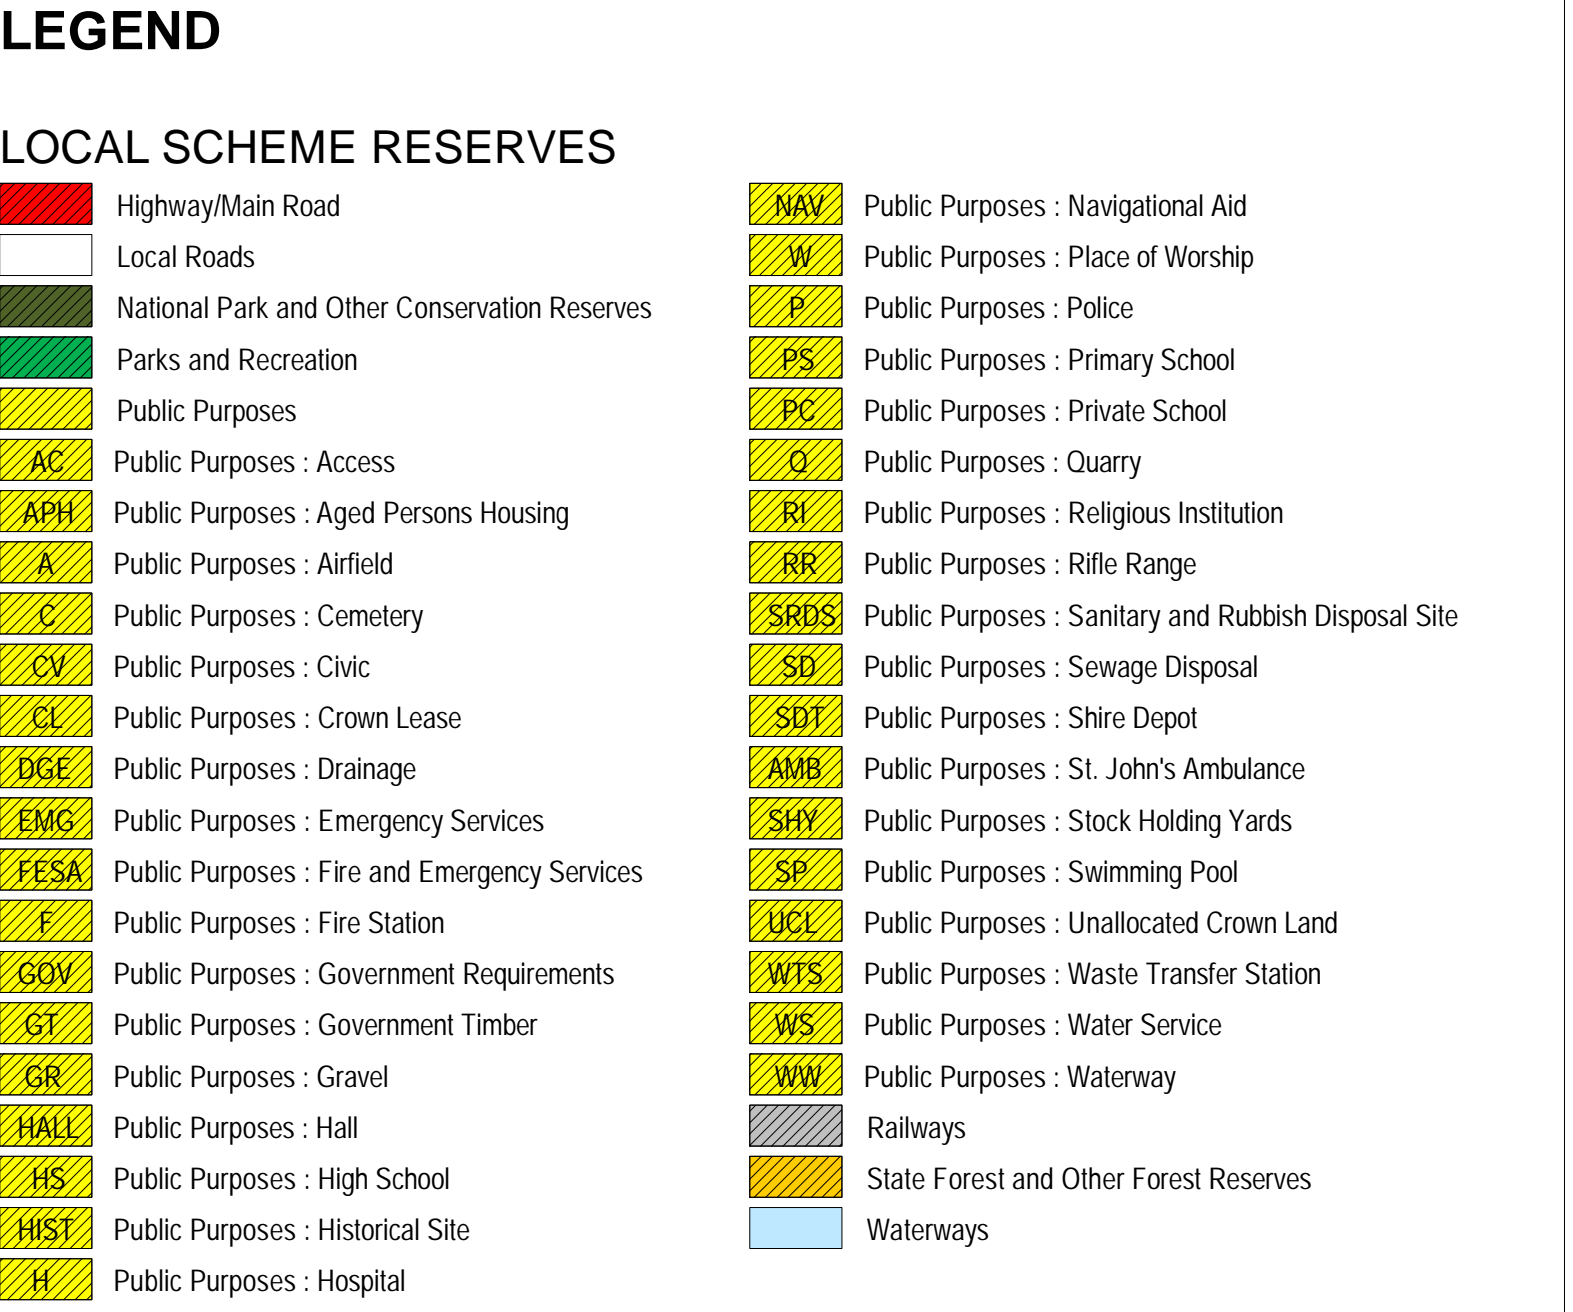 LEGEND
LOCAL SCHEME RESERVES
Highway/Main Road
Local Roads
National Park and Other Conservation Reserves
Parks and Recreation
Public Purposes
AC Public Purposes : Access
APH Public Purposes : Aged Persons Housing
A Public Purposes : Airfield
C Public Purposes : Cemetery
CV Public Purposes : Civic
CL Public Purposes : Crown Lease
DGE Public Purposes : Drainage
EMG Public Purposes : Emergency Services
FESA Public Purposes : Fire and Emergency Services
F Public Purposes : Fire Station
GOV Public Purposes : Government Requirements
GT Public Purposes : Government Timber
GR Public Purposes : Gravel
HALL Public Purposes : Hall
HS Public Purposes : High School
HIST Public Purposes : Historical Site
H Public Purposes : Hospital
NAV Public Purposes : Navigational Aid
W Public Purposes : Place of Worship
P Public Purposes : Police
PS Public Purposes : Primary School
PC Public Purposes : Private School
Q Public Purposes : Quarry
RI Public Purposes : Religious Institution
RR Public Purposes : Rifle Range
SRDS Public Purposes : Sanitary and Rubbish Disposal Site
SD Public Purposes : Sewage Disposal
SDT Public Purposes : Shire Depot
AMB Public Purposes : St. John's Ambulance
SHY Public Purposes : Stock Holding Yards
SP Public Purposes : Swimming Pool
UCL Public Purposes : Unallocated Crown Land
WTS Public Purposes : Waste Transfer Station
WS Public Purposes : Water Service
WW Public Purposes : Waterway
Railways
State Forest and Other Forest Reserves
Waterways